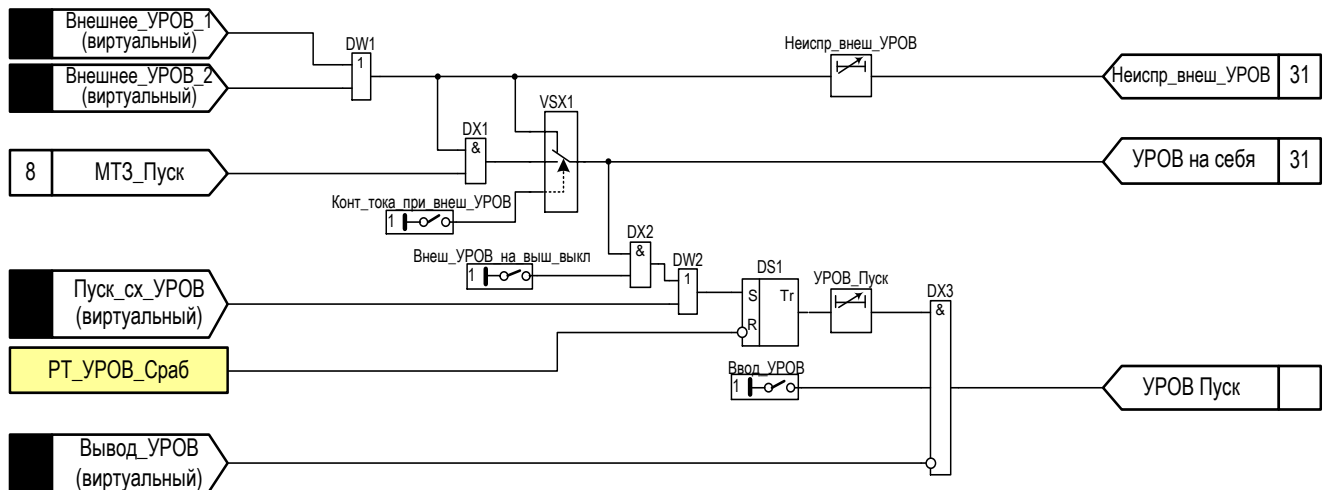 Внешнее_УРОВ_1
(виртуальный)
DW1
1
Неиспр_внеш_УРОВ
Неиспр_внеш_УРОВ 31
Внешнее_УРОВ_2
(виртуальный)
VSX1
DX1
&
8 МТЗ_Пуск
УРОВ на себя 31
Конт_тока_при_внеш_УРОВ
1
DX2
&
Внеш_УРОВ_на_выш_выкл
1
DW2
1
DS1
S Tr
R
УРОВ_Пуск
DX3
&
Пуск_сх_УРОВ
(виртуальный)
РТ_УРОВ_Сраб
Ввод_УРОВ
1
УРОВ Пуск
Вывод_УРОВ
(виртуальный)